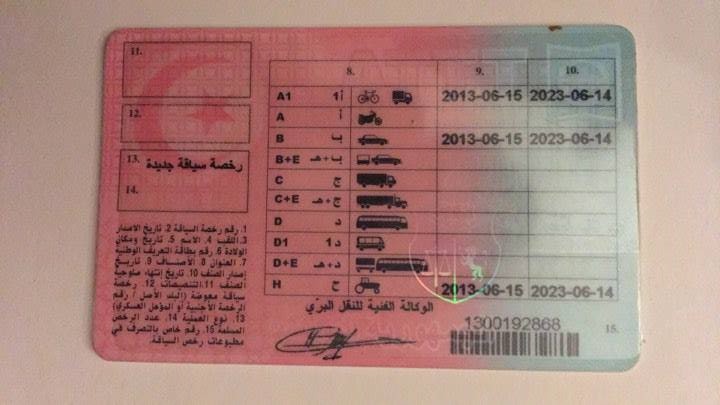 11.
12.
13. رخصة سياقة جديدة
14.
8. 9. 10.
A1 أ1 2013-06-15 2023-06-14
A أ
B ب 2013-06-15 2023-06-14
B+E ب+هـ
C ج
C+E ج+هـ
D د
D1 د1
D+E د+هـ
H ح 2013-06-15 2023-06-14
1. رقم رخصة السياقة 2. تاريخ الاصدار
3. اللقب 4. الاسم 5. تاريخ ومكان
الولادة 6. رقم بطاقة التعريف الوطنية
7. العنوان 8. الأصناف 9. تاريخ
إصدار الصنف 10. تاريخ إنتهاء صلوحية
الصنف 11. التنصيصات 12. رخصة
سياقة معوضة (البلد الأصل / رقم
الرخصة الأجنبية أو المؤهل العسكري)
13. نوع العملية 14. عدد الرخص
المسلمة 15. رقم خاص بالتصرف في
مطبوعات رخص السياقة.
الوكالة الفنية للنقل البرّي
1300192868
15.